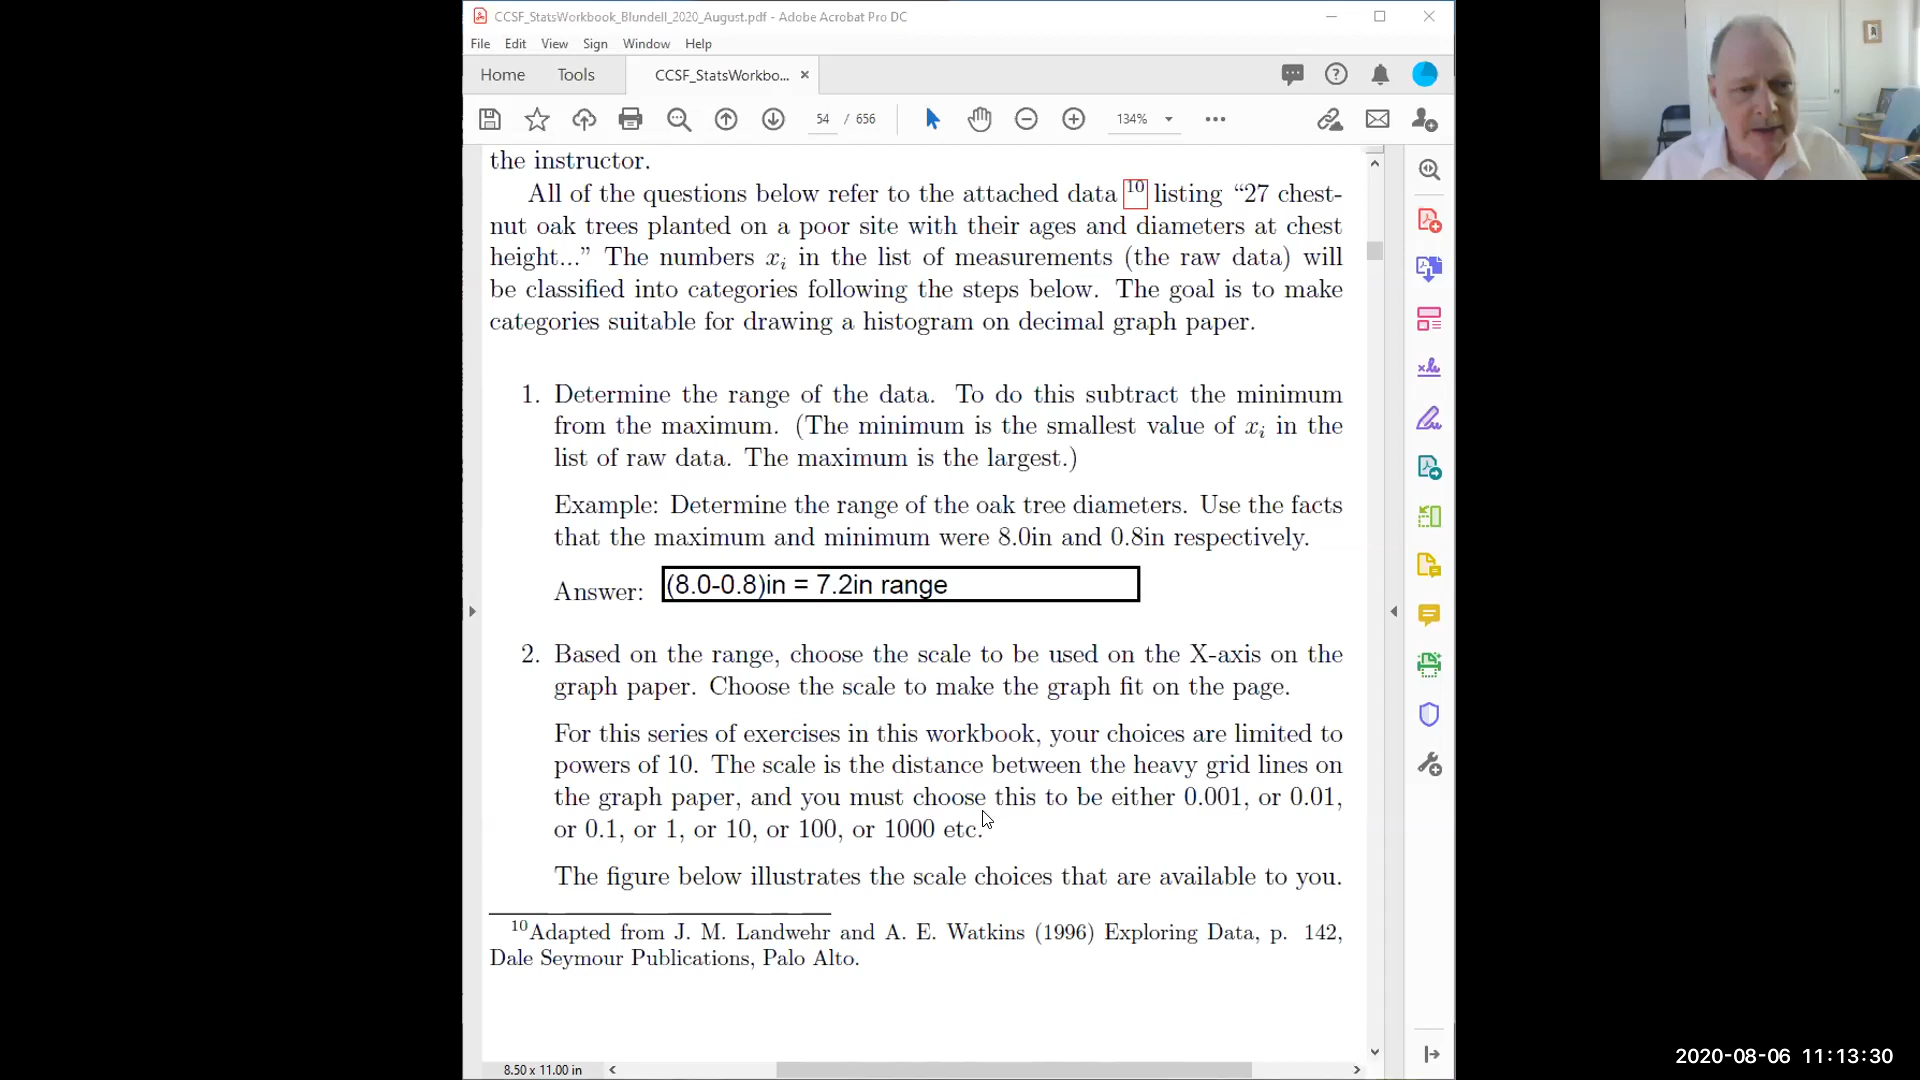 CCSF_StatsWorkbook_Blundell_2020_August.pdf - Adobe Acrobat Pro DC
File Edit View Sign Window Help
Home Tools CCSF_StatsWorkbo... ×
54 / 656 134%
the instructor.
All of the questions below refer to the attached data 10 listing “27 chest-
nut oak trees planted on a poor site with their ages and diameters at chest
height...” The numbers xi in the list of measurements (the raw data) will
be classified into categories following the steps below. The goal is to make
categories suitable for drawing a histogram on decimal graph paper.
1. Determine the range of the data. To do this subtract the minimum
from the maximum. (The minimum is the smallest value of xi in the
list of raw data. The maximum is the largest.)
Example: Determine the range of the oak tree diameters. Use the facts
that the maximum and minimum were 8.0in and 0.8in respectively.
Answer: (8.0-0.8)in = 7.2in range
2. Based on the range, choose the scale to be used on the X-axis on the
graph paper. Choose the scale to make the graph fit on the page.
For this series of exercises in this workbook, your choices are limited to
powers of 10. The scale is the distance between the heavy grid lines on
the graph paper, and you must choose this to be either 0.001, or 0.01,
or 0.1, or 1, or 10, or 100, or 1000 etc.
The figure below illustrates the scale choices that are available to you.
10Adapted from J. M. Landwehr and A. E. Watkins (1996) Exploring Data, p. 142,
Dale Seymour Publications, Palo Alto.
8.50 x 11.00 in
2020-08-06 11:13:30